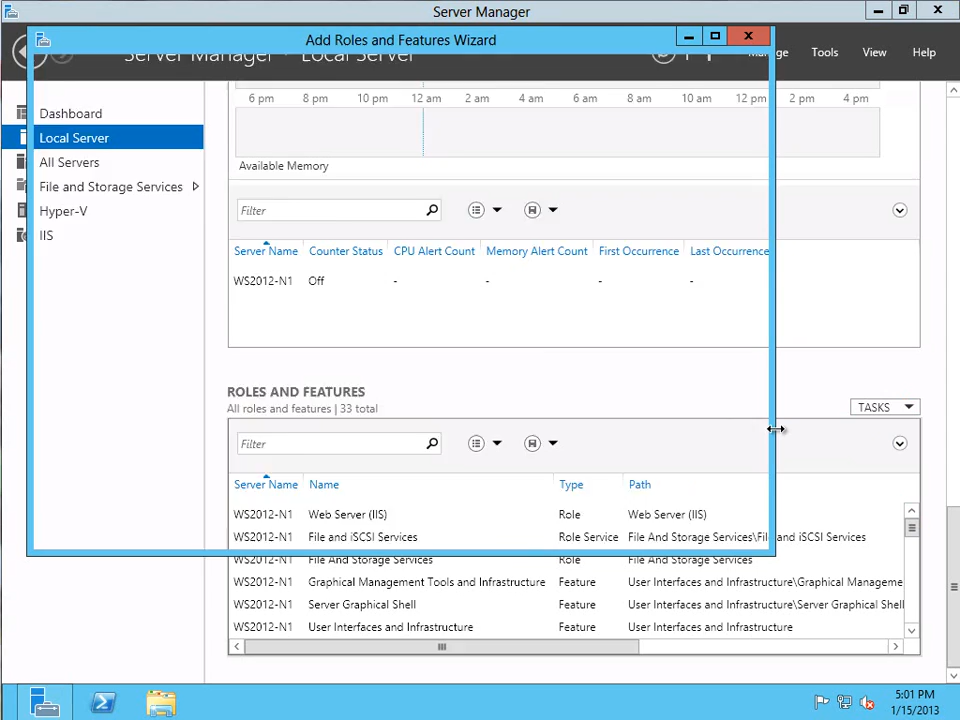 Server Manager
Add Roles and Features Wizard
Server Manager · Local Server
Manage
Tools
View
Help
Dashboard
Local Server
All Servers
File and Storage Services
Hyper-V
IIS
6 pm 8 pm 10 pm 12 am 2 am 4 am 6 am 8 am 10 am 12 pm 2 pm 4 pm
Available Memory
Filter
Server Name Counter Status CPU Alert Count Memory Alert Count First Occurrence Last Occurrence
WS2012-N1 Off - - - -
ROLES AND FEATURES
All roles and features | 33 total
TASKS
Filter
Server Name Name Type Path
WS2012-N1 Web Server (IIS) Role Web Server (IIS)
WS2012-N1 File and iSCSI Services Role Service File And Storage Services\File and iSCSI Services
WS2012-N1 File And Storage Services Role File And Storage Services
WS2012-N1 Graphical Management Tools and Infrastructure Feature User Interfaces and Infrastructure\Graphical Manageme
WS2012-N1 Server Graphical Shell Feature User Interfaces and Infrastructure\Server Graphical Shell
WS2012-N1 User Interfaces and Infrastructure Feature User Interfaces and Infrastructure
5:01 PM
1/15/2013